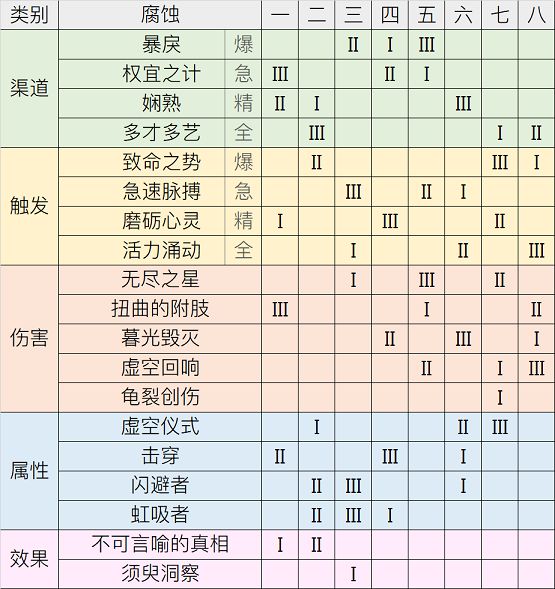 类别 腐蚀 一 二 三 四 五 六 七 八
渠道
暴戾 爆 Ⅱ Ⅰ Ⅲ
权宜之计 急 Ⅲ Ⅱ Ⅰ
娴熟 精 Ⅱ Ⅰ Ⅲ
多才多艺 全 Ⅲ Ⅰ Ⅱ
触发
致命之势 爆 Ⅱ Ⅲ Ⅰ
急速脉搏 急 Ⅲ Ⅱ Ⅰ
磨砺心灵 精 Ⅰ Ⅲ Ⅱ
活力涌动 全 Ⅰ Ⅱ Ⅲ
伤害
无尽之星 Ⅰ Ⅲ Ⅱ
扭曲的附肢 Ⅲ Ⅰ Ⅱ
暮光毁灭 Ⅱ Ⅲ Ⅰ
虚空回响 Ⅱ Ⅰ Ⅲ
龟裂创伤 Ⅰ
属性
虚空仪式 Ⅰ Ⅱ Ⅲ
击穿 Ⅱ Ⅲ Ⅰ
闪避者 Ⅱ Ⅲ Ⅰ
虹吸者 Ⅱ Ⅲ Ⅰ
效果
不可言喻的真相 Ⅰ Ⅱ
须臾洞察 Ⅰ